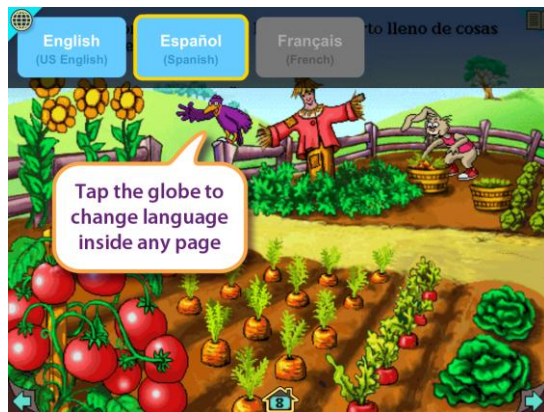 English
(US English)
Español
(Spanish)
Français
(French)
lleno de cosas
Tap the globe to
change language
inside any page
8